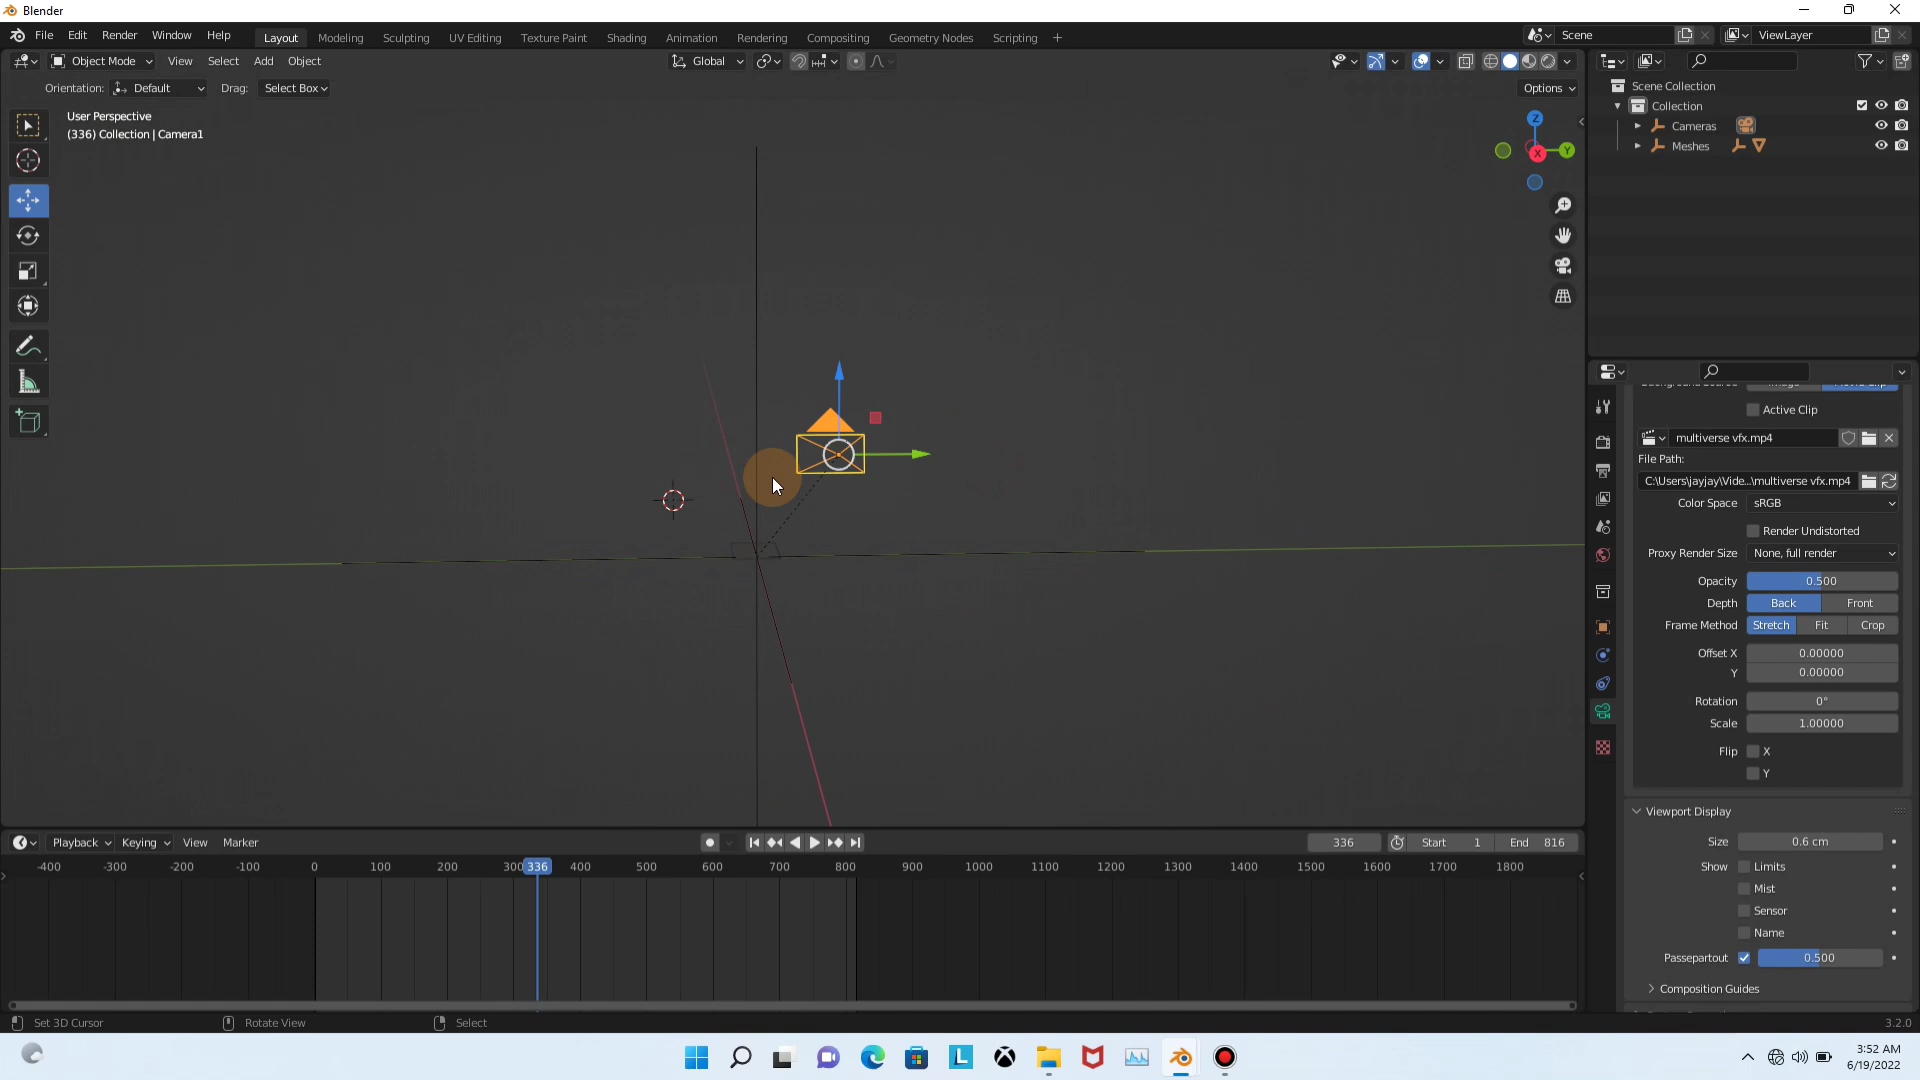 Blender
File Edit Render Window Help Layout Modeling Sculpting UV Editing Texture Paint Shading Animation Rendering Compositing Geometry Nodes Scripting + Scene ViewLayer
Object Mode View Select Add Object Global
Orientation: Default Drag: Select Box Options
User Perspective
(336) Collection | Camera1
Z
Y
X
Scene Collection
Collection
Cameras
Meshes
Active Clip
multiverse vfx.mp4
File Path:
C:\Users\jayjay\Vide...\multiverse vfx.mp4
Color Space sRGB
Render Undistorted
Proxy Render Size None, full render
Opacity 0.500
Depth Back Front
Frame Method Stretch Fit Crop
Offset X 0.00000
Y 0.00000
Rotation 0°
Scale 1.00000
Flip X
Y
Viewport Display
Size 0.6 cm
Show Limits
Mist
Sensor
Name
Passepartout 0.500
Composition Guides
Playback Keying View Marker 336 Start 1 End 816
-400 -300 -200 -100 0 100 200 300 336 400 500 600 700 800 900 1000 1100 1200 1300 1400 1500 1600 1700 1800
Set 3D Cursor Rotate View Select 3.2.0
L
3:52 AM
6/19/2022